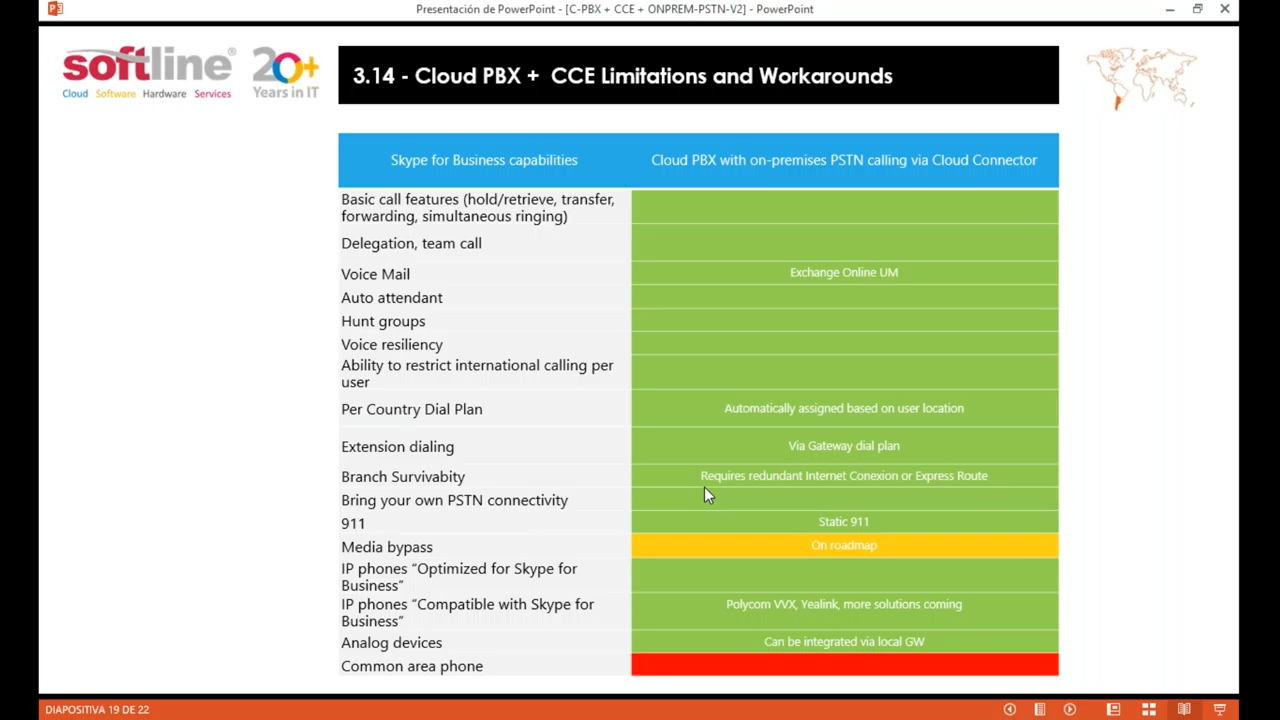 Presentación de PowerPoint - [C-PBX + CCE + ONPREM-PSTN-V2] - PowerPoint
softline®
Cloud Software Hardware Services
20+
Years in IT
3.14 - Cloud PBX + CCE Limitations and Workarounds
Skype for Business capabilities
Cloud PBX with on-premises PSTN calling via Cloud Connector
Basic call features (hold/retrieve, transfer,
forwarding, simultaneous ringing)
Delegation, team call
Voice Mail
Exchange Online UM
Auto attendant
Hunt groups
Voice resiliency
Ability to restrict international calling per
user
Per Country Dial Plan
Automatically assigned based on user location
Extension dialing
Via Gateway dial plan
Branch Survivabity
Requires redundant Internet Conexion or Express Route
Bring your own PSTN connectivity
911
Static 911
Media bypass
On roadmap
IP phones “Optimized for Skype for
Business”
IP phones “Compatible with Skype for
Business”
Polycom VVX, Yealink, more solutions coming
Analog devices
Can be integrated via local GW
Common area phone
DIAPOSITIVA 19 DE 22